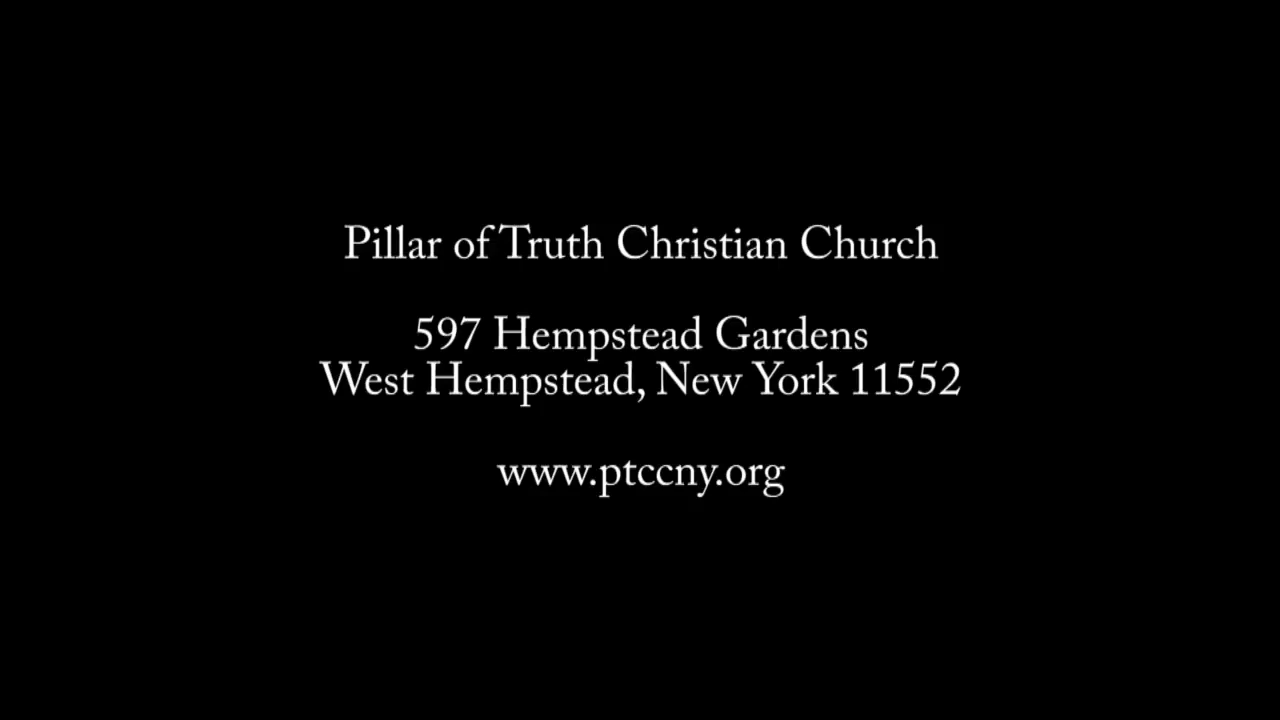 Pillar of Truth Christian Church
597 Hempstead Gardens
West Hempstead, New York 11552
www.ptccny.org